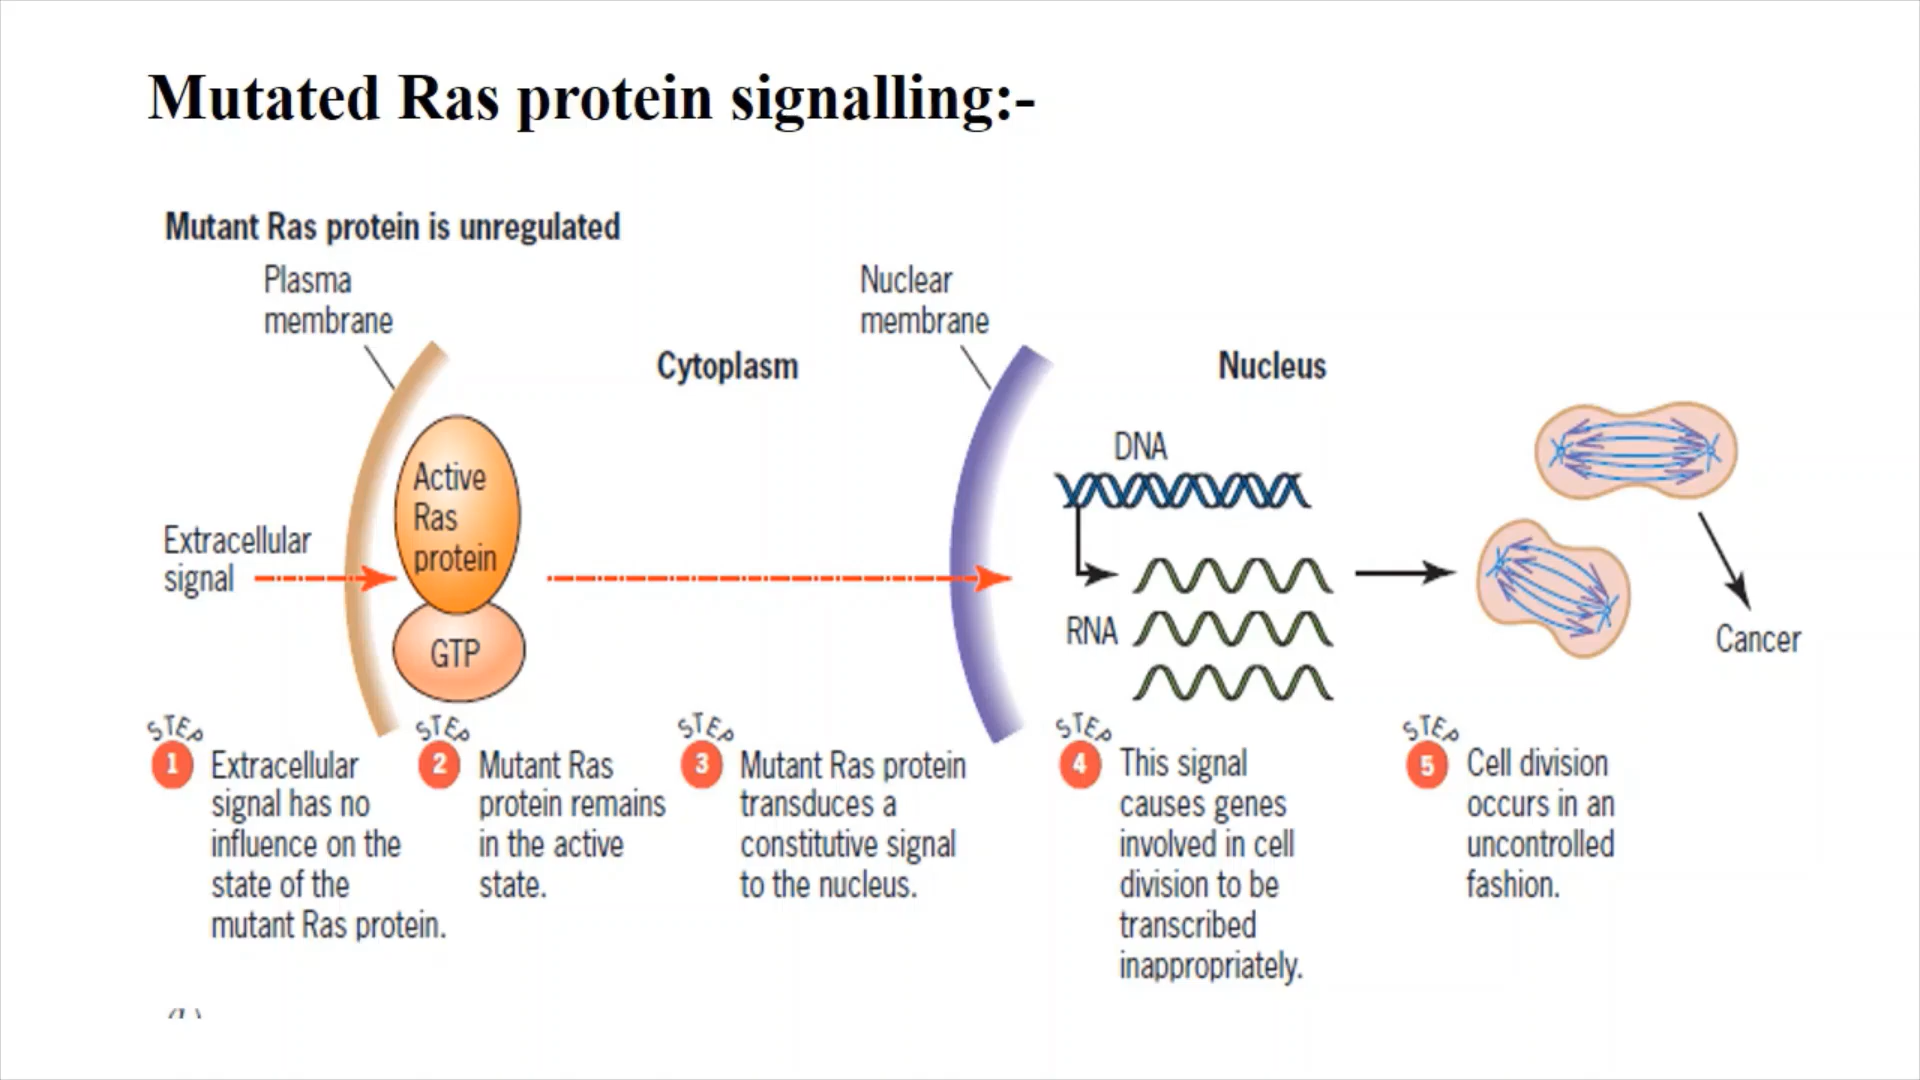 Mutated Ras protein signalling:-
Mutant Ras protein is unregulated
Plasma
membrane
Nuclear
membrane
Cytoplasm
Nucleus
DNA
Active
Ras
protein
Extracellular
signal
GTP
RNA
Cancer
STEP
1
Extracellular
signal has no
influence on the
state of the
mutant Ras protein.
STEP
2
Mutant Ras
protein remains
in the active
state.
STEP
3
Mutant Ras protein
transduces a
constitutive signal
to the nucleus.
STEP
4
This signal
causes genes
involved in cell
division to be
transcribed
inappropriately.
STEP
5
Cell division
occurs in an
uncontrolled
fashion.